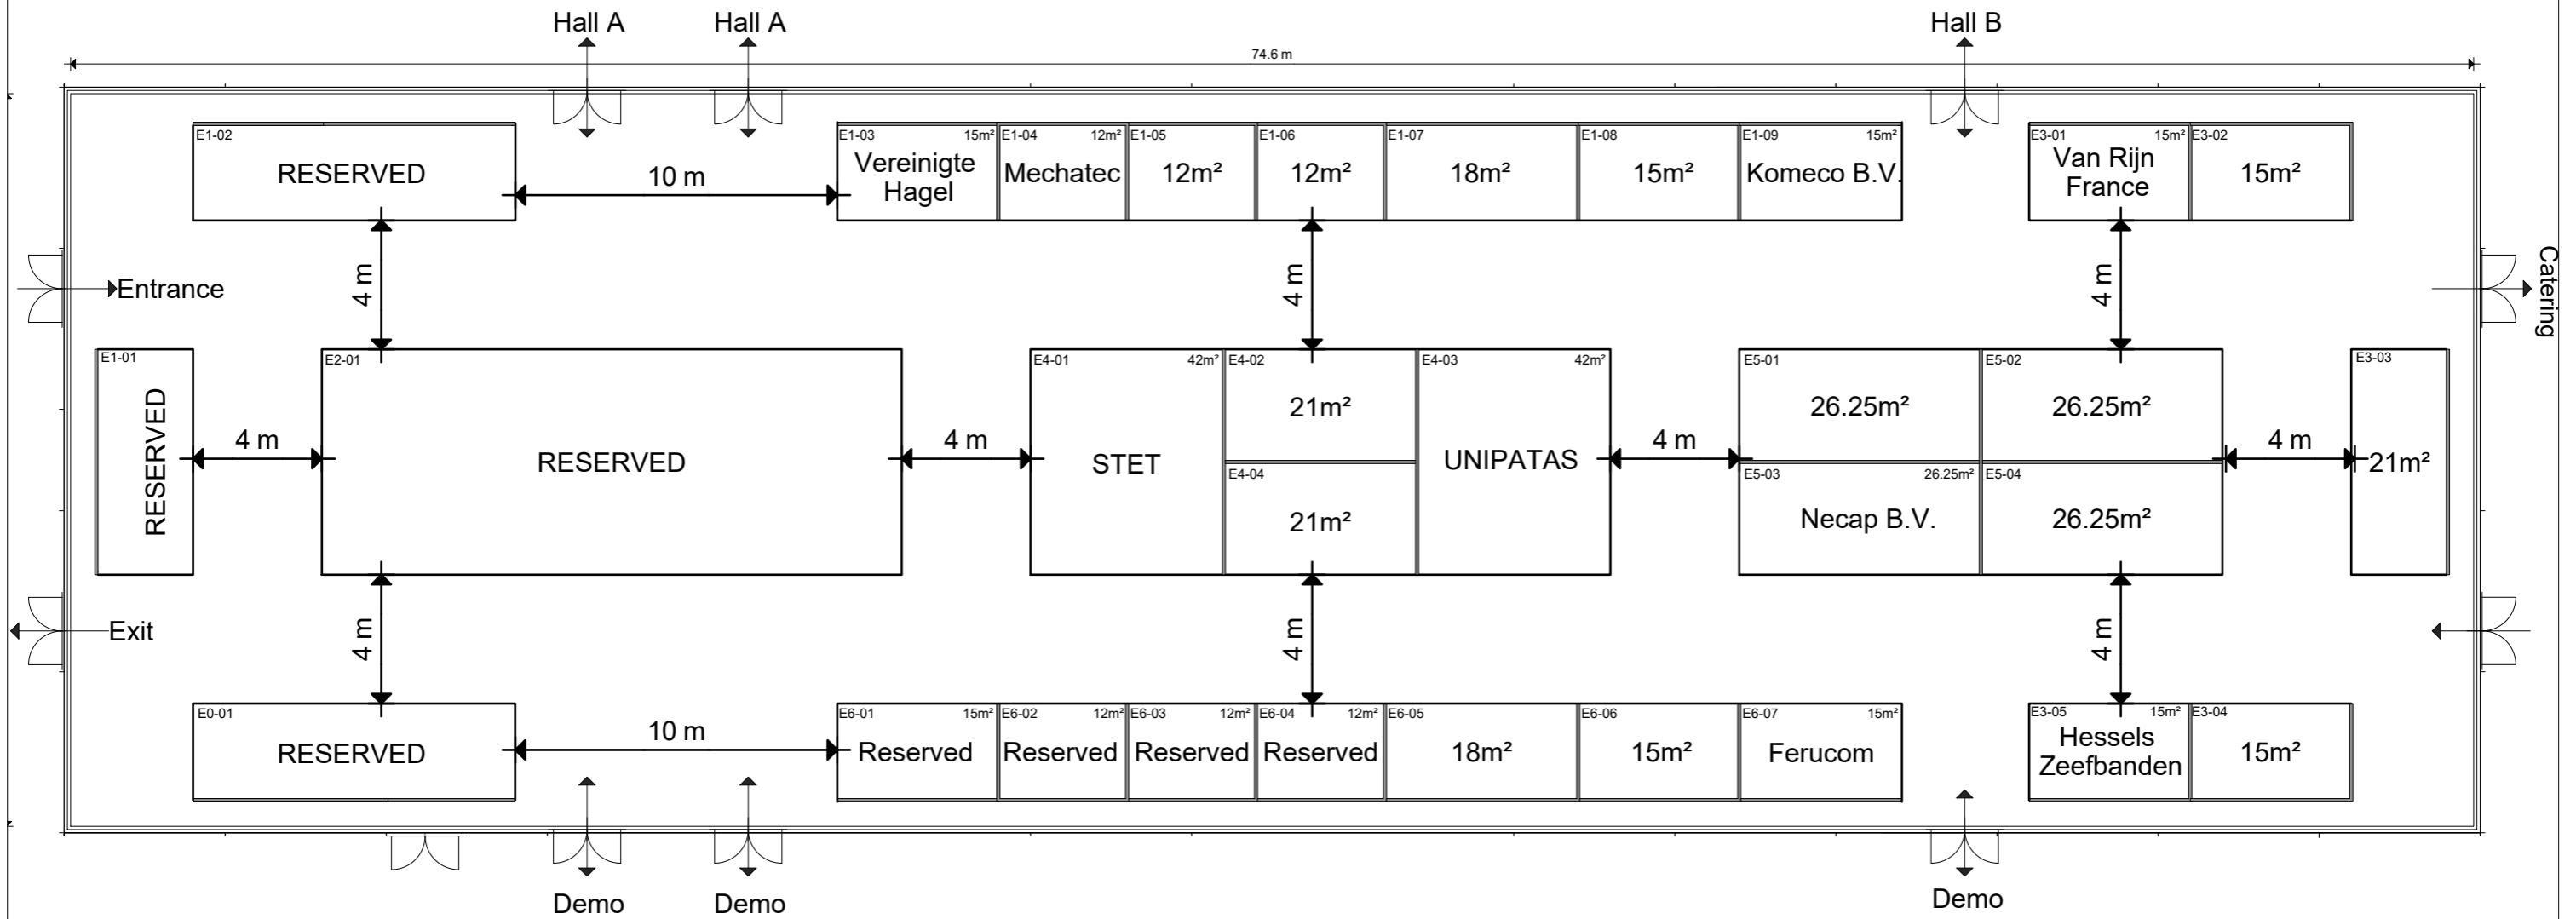 Hall A Hall A Hall B
74.6 m
E1-02
RESERVED
10 m
E1-03 15m²
Vereinigte
Hagel
E1-04 12m²
Mechatec
E1-05
12m²
E1-06
12m²
E1-07
18m²
E1-08
15m²
E1-09 15m²
Komeco B.V.
E3-01 15m²
Van Rijn
France
E3-02
15m²
Entrance
4 m
4 m
4 m
Catering
E1-01
RESERVED
4 m
E2-01
RESERVED
4 m
E4-01 42m²
STET
E4-02
21m²
E4-04
21m²
E4-03 42m²
UNIPATAS
4 m
E5-01
26.25m²
E5-02
26.25m²
E5-03 26.25m²
Necap B.V.
E5-04
26.25m²
4 m
E3-03
21m²
Exit
4 m
4 m
4 m
E0-01
RESERVED
10 m
E6-01 15m²
Reserved
E6-02 12m²
Reserved
E6-03 12m²
Reserved
E6-04 12m²
Reserved
E6-05
18m²
E6-06
15m²
E6-07 15m²
Ferucom
E3-05 15m²
Hessels
Zeefbanden
E3-04
15m²
Demo Demo Demo